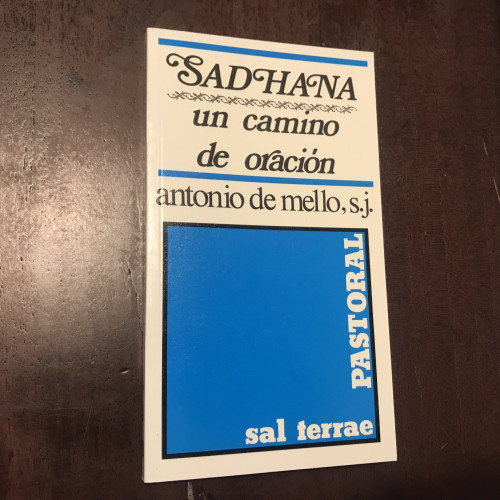 SADHANA
un camino
de oración
antonio de mello, s.j.
PASTORAL
sal terrae